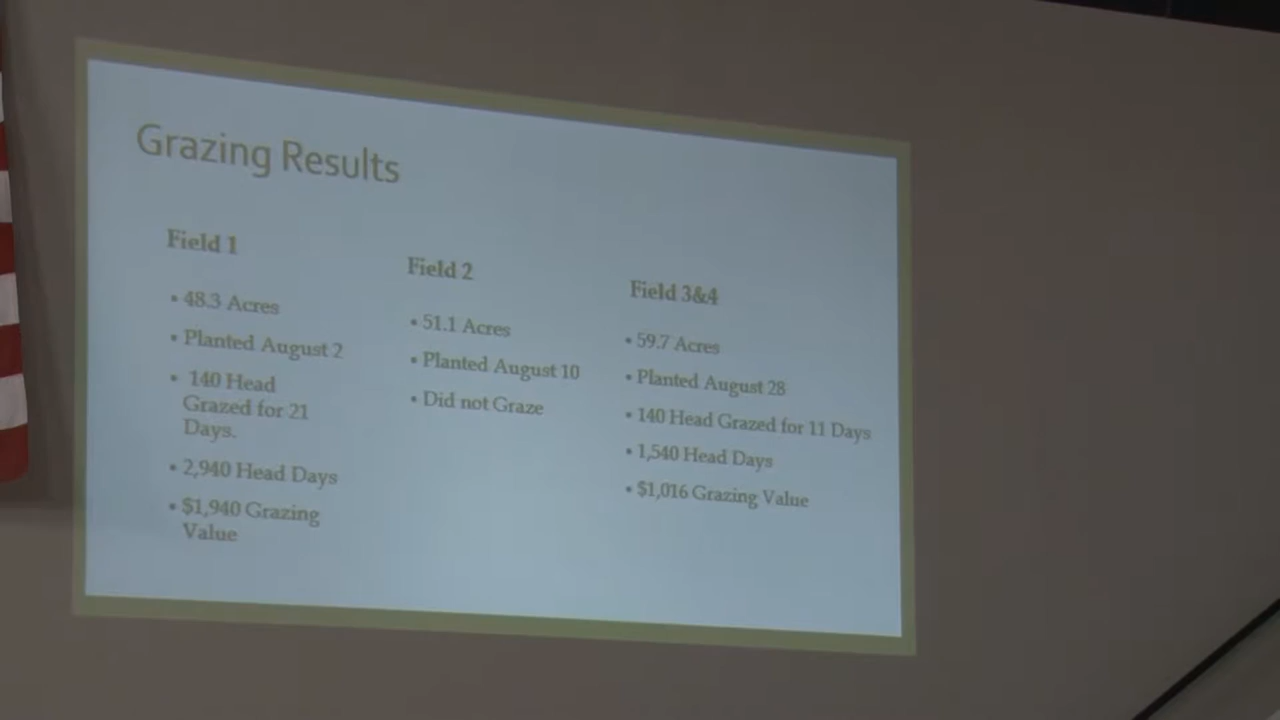 Grazing Results
Field 1
• 48.3 Acres
• Planted August 2
• 140 Head
Grazed for 21
Days.
• 2,940 Head Days
• $1,940 Grazing
Value
Field 2
• 51.1 Acres
• Planted August 10
• Did not Graze
Field 3&4
• 59.7 Acres
• Planted August 28
• 140 Head Grazed for 11 Days
• 1,540 Head Days
• $1,016 Grazing Value